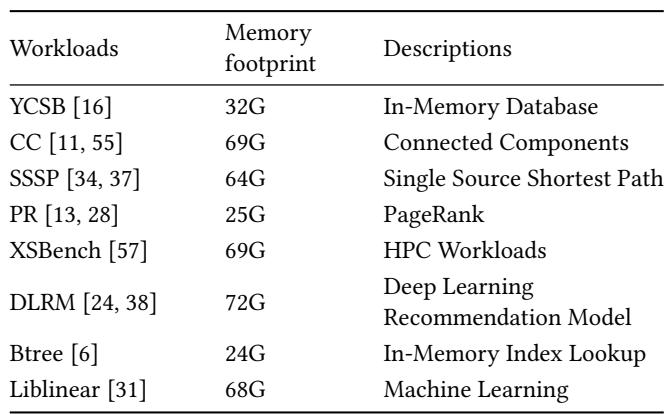 Workloads Memory footprint Descriptions
YCSB [16] 32G In-Memory Database
CC [11, 55] 69G Connected Components
SSSP [34, 37] 64G Single Source Shortest Path
PR [13, 28] 25G PageRank
XSBench [57] 69G HPC Workloads
DLRM [24, 38] 72G Deep Learning Recommendation Model
Btree [6] 24G In-Memory Index Lookup
Liblinear [31] 68G Machine Learning